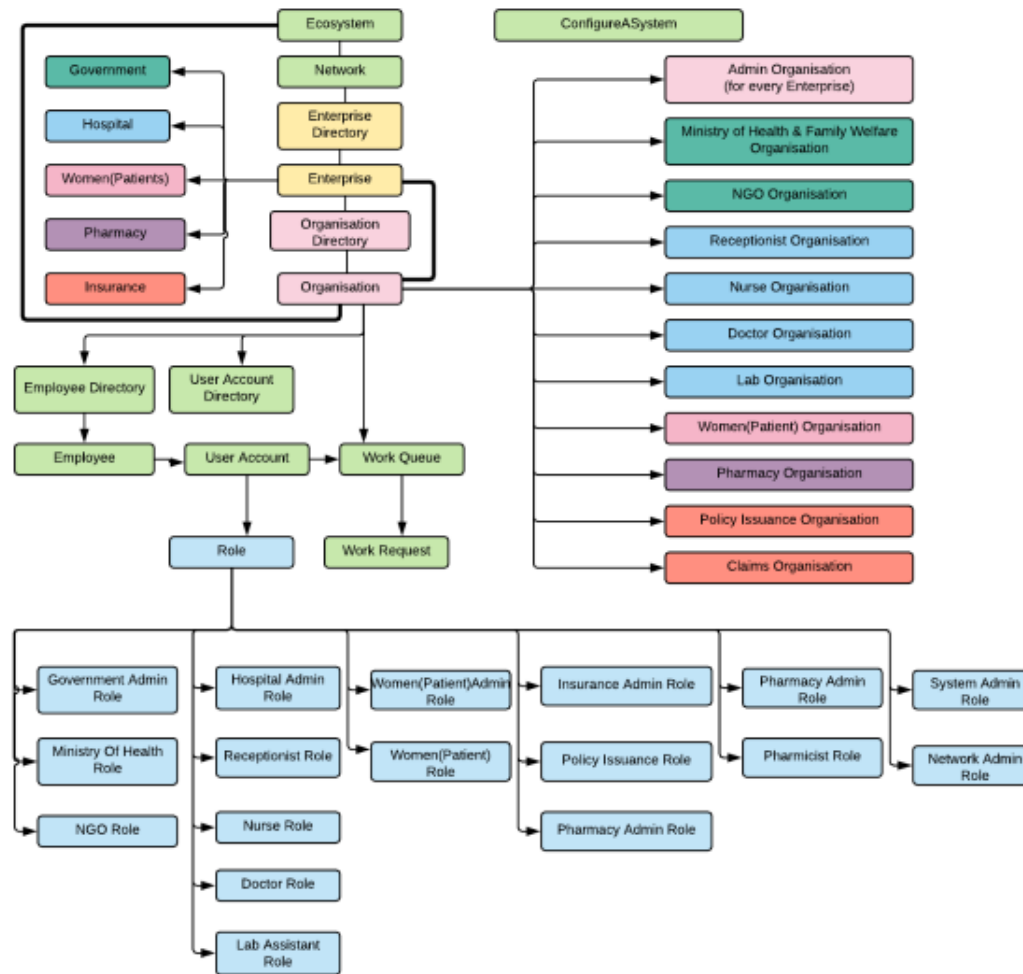 Ecosystem
ConfigureASystem
Government
Network
Admin Organisation
(for every Enterprise)
Hospital
Enterprise
Directory
Ministry of Health & Family Welfare
Organisation
Women(Patients)
Enterprise
NGO Organisation
Pharmacy
Organisation
Directory
Receptionist Organisation
Insurance
Organisation
Nurse Organisation
Doctor Organisation
Employee Directory
User Account
Directory
Lab Organisation
Women(Patient) Organisation
Employee
User Account
Work Queue
Pharmacy Organisation
Policy Issuance Organisation
Role
Work Request
Claims Organisation
Government Admin
Role
Hospital Admin
Role
Women(Patient)Admin
Role
Insurance Admin Role
Pharmacy Admin
Role
System Admin
Role
Ministry Of Health
Role
Receptionist Role
Women(Patient)
Role
Policy Issuance Role
Pharmicist Role
Network Admin
Role
NGO Role
Nurse Role
Pharmacy Admin Role
Doctor Role
Lab Assistant
Role